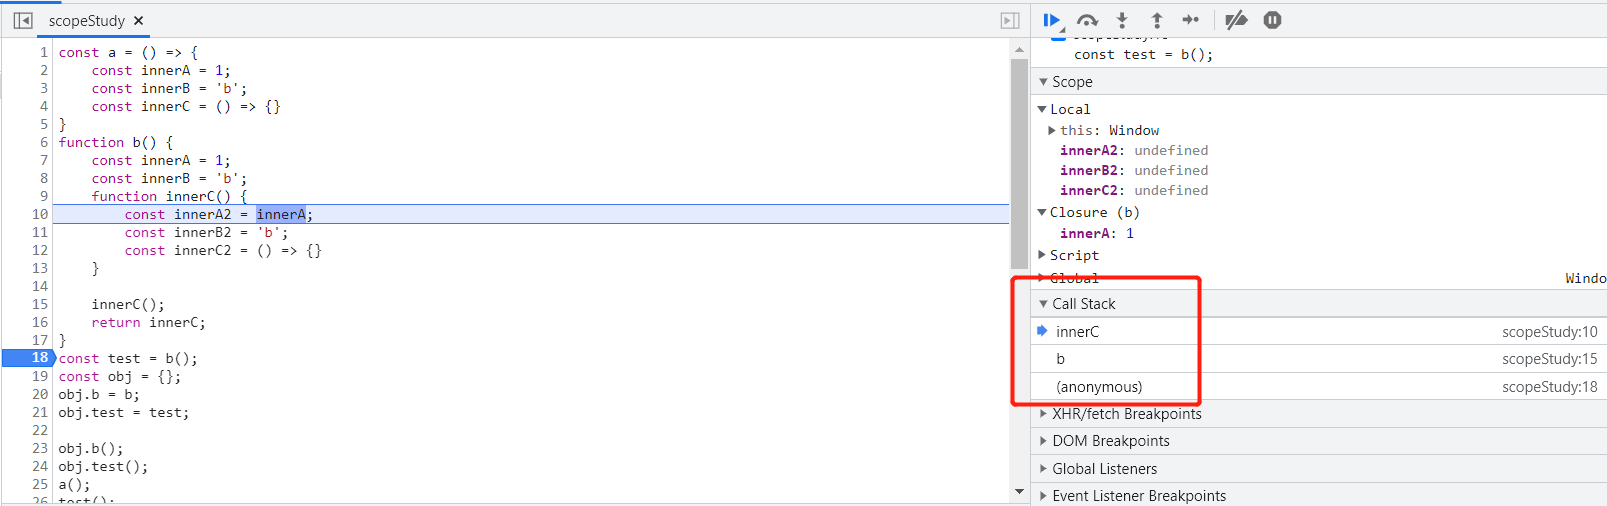 scopeStudy ×
1 const a = () => {
2 const innerA = 1;
3 const innerB = 'b';
4 const innerC = () => {}
5 }
6 function b() {
7 const innerA = 1;
8 const innerB = 'b';
9 function innerC() {
10 const innerA2 = innerA;
11 const innerB2 = 'b';
12 const innerC2 = () => {}
13 }
14
15 innerC();
16 return innerC;
17 }
18 const test = b();
19 const obj = {};
20 obj.b = b;
21 obj.test = test;
22
23 obj.b();
24 obj.test();
25 a();
26 test();
const test = b();
Scope
Local
this: Window
innerA2: undefined
innerB2: undefined
innerC2: undefined
Closure (b)
innerA: 1
Script
Global Windo
Call Stack
innerC scopeStudy:10
b scopeStudy:15
(anonymous) scopeStudy:18
XHR/fetch Breakpoints
DOM Breakpoints
Global Listeners
Event Listener Breakpoints